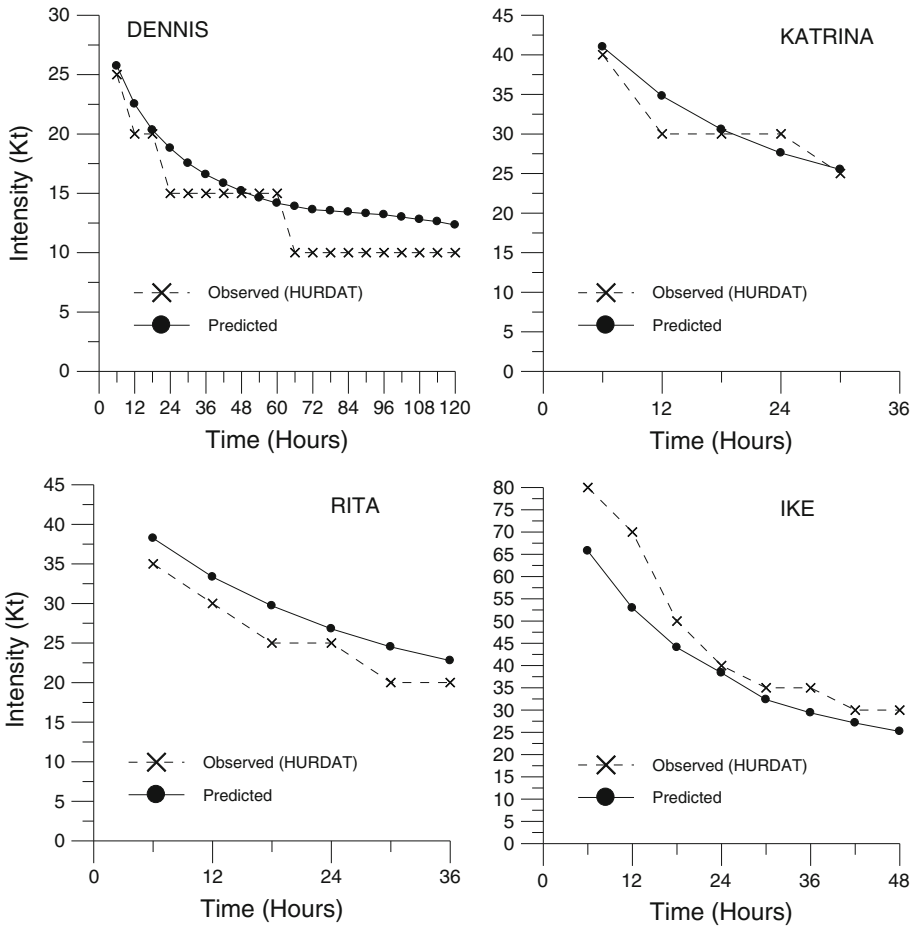 DENNIS
30
25
20
15
10
5
0
Intensity (Kt)
Observed (HURDAT)
Predicted
0 12 24 36 48 60 72 84 96 108 120
Time (Hours)
KATRINA
45
40
35
30
25
20
15
10
5
0
Observed (HURDAT)
Predicted
0 12 24 36
Time (Hours)
RITA
45
40
35
30
25
20
15
10
5
0
Intensity (Kt)
Observed (HURDAT)
Predicted
0 12 24 36
Time (Hours)
IKE
80
75
70
65
60
55
50
45
40
35
30
25
20
15
10
5
0
Observed (HURDAT)
Predicted
0 12 24 36 48
Time (Hours)